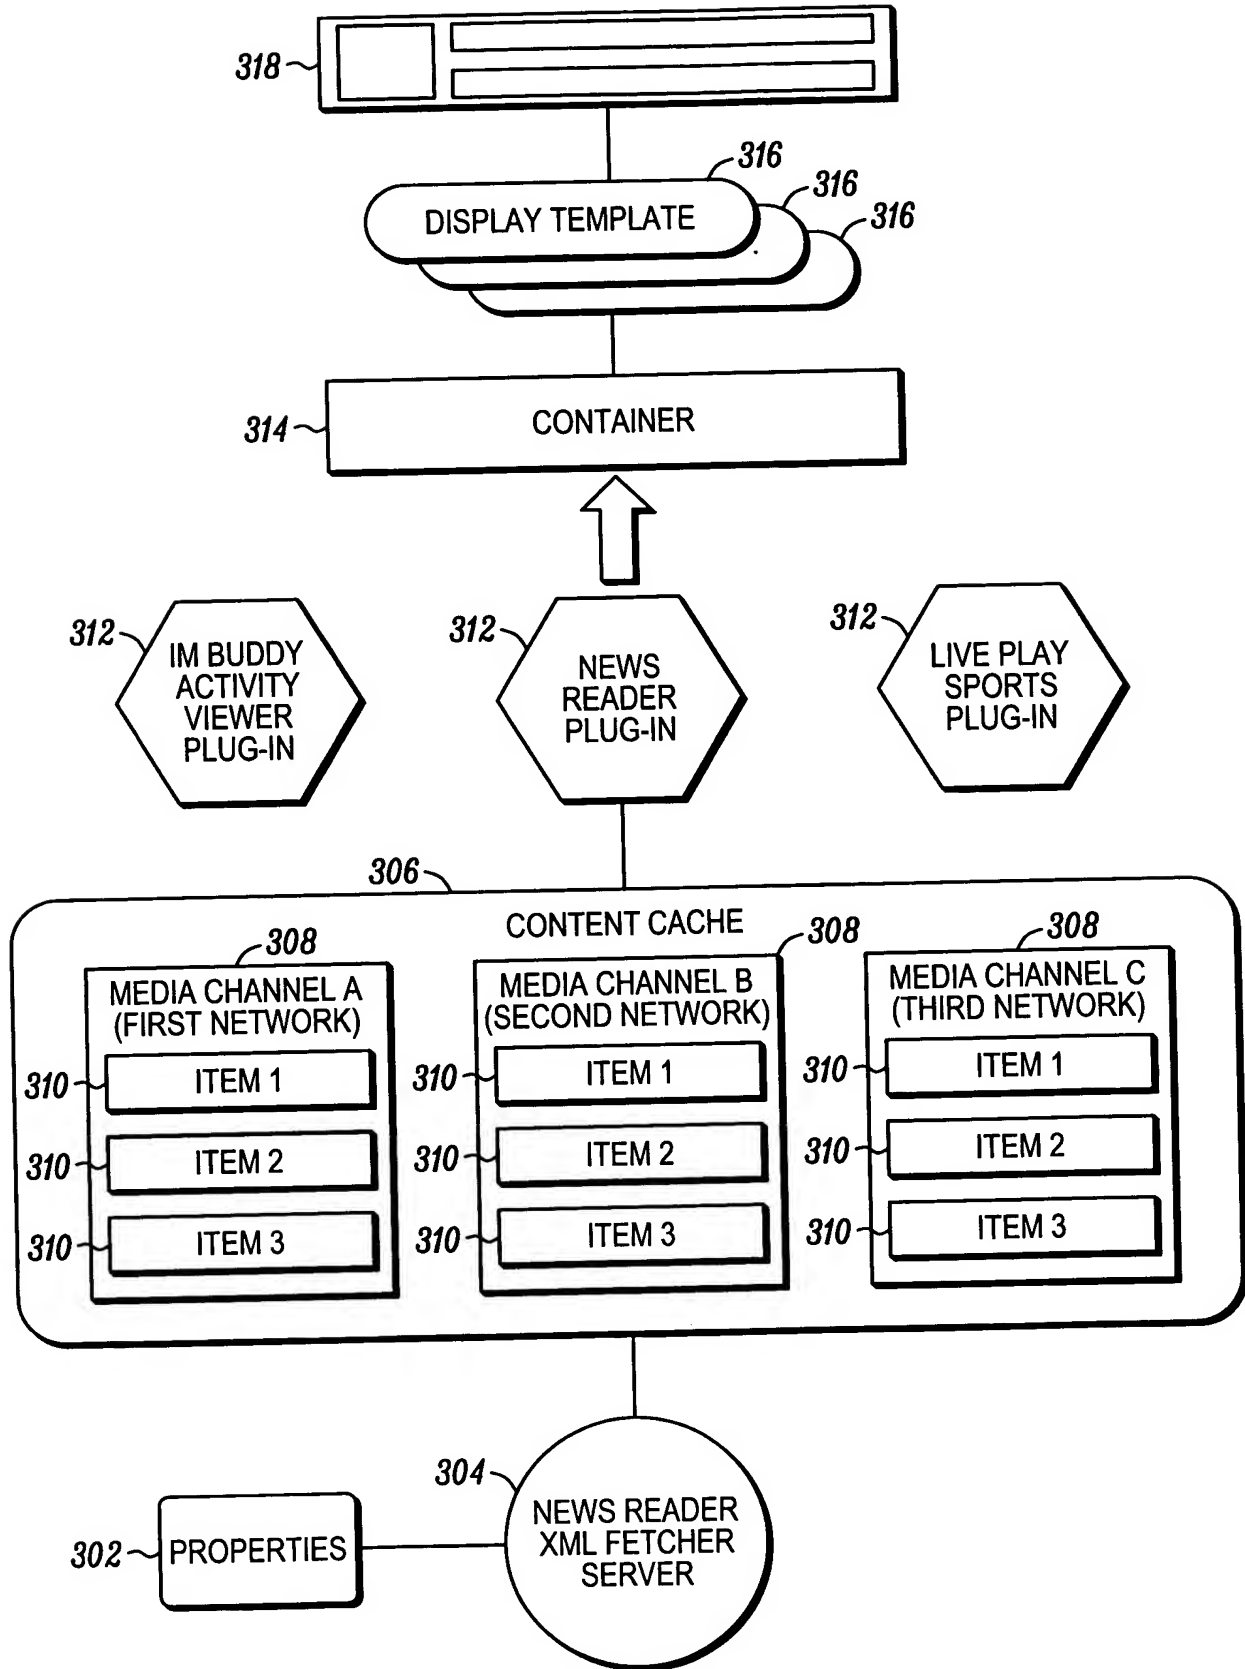 318
316
316
316
DISPLAY TEMPLATE
314
CONTAINER
312
IM BUDDY
ACTIVITY
VIEWER
PLUG-IN
312
NEWS
READER
PLUG-IN
312
LIVE PLAY
SPORTS
PLUG-IN
306
CONTENT CACHE
308
MEDIA CHANNEL A
(FIRST NETWORK)
310
ITEM 1
310
ITEM 2
310
ITEM 3
308
MEDIA CHANNEL B
(SECOND NETWORK)
310
ITEM 1
310
ITEM 2
310
ITEM 3
308
MEDIA CHANNEL C
(THIRD NETWORK)
310
ITEM 1
310
ITEM 2
310
ITEM 3
304
NEWS READER
XML FETCHER
SERVER
302
PROPERTIES